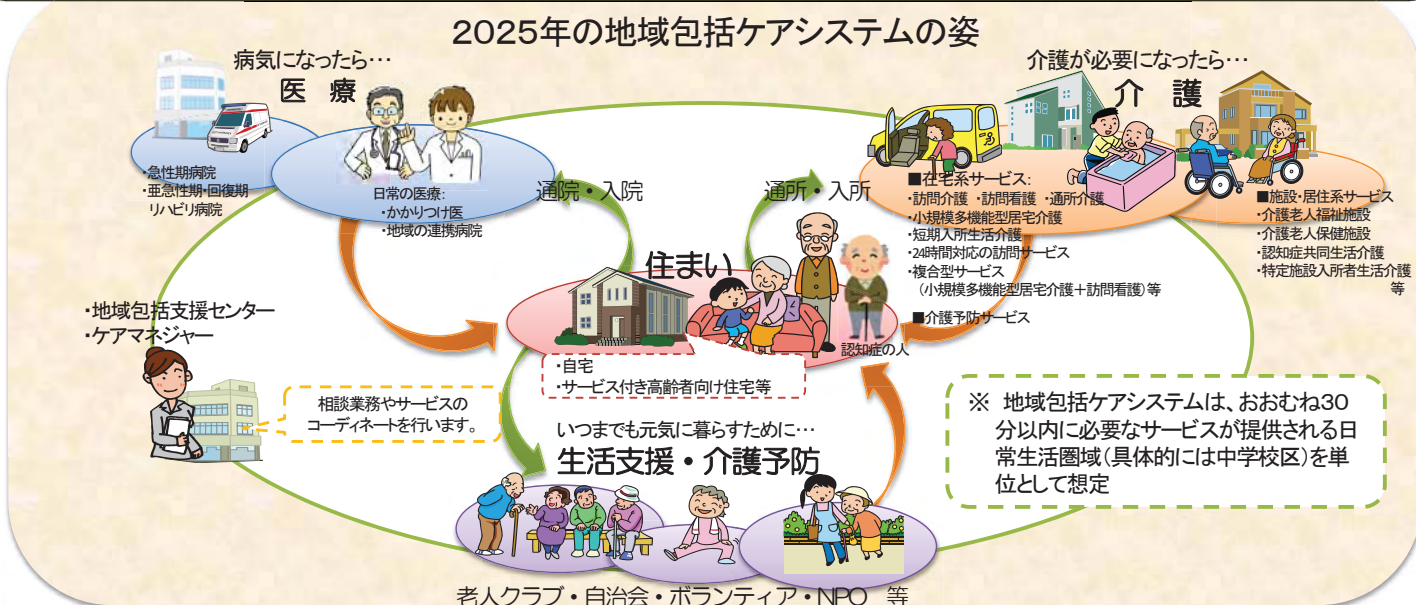 2025年の地域包括ケアシステムの姿
病気になったら…
医 療
・急性期病院
・亜急性期・回復期
リハビリ病院
日常の医療:
・かかりつけ医
・地域の連携病院
通院・入院
通所・入所
介護が必要になったら…
介 護
■在宅系サービス:
・訪問介護 ・訪問看護 ・通所介護
・小規模多機能型居宅介護
・短期入所生活介護
・24時間対応の訪問サービス
・複合型サービス
(小規模多機能型居宅介護+訪問看護)等
■介護予防サービス
■施設・居住系サービス
・介護老人福祉施設
・介護老人保健施設
・認知症共同生活介護
・特定施設入所者生活介護
等
住まい
認知症の人
・自宅
・サービス付き高齢者向け住宅等
・地域包括支援センター
・ケアマネジャー
相談業務やサービスの
コーディネートを行います。
いつまでも元気に暮らすために…
生活支援・介護予防
老人クラブ・自治会・ボランティア・NPO 等
※ 地域包括ケアシステムは、おおむね30
分以内に必要なサービスが提供される日
常生活圏域(具体的には中学校区)を単
位として想定